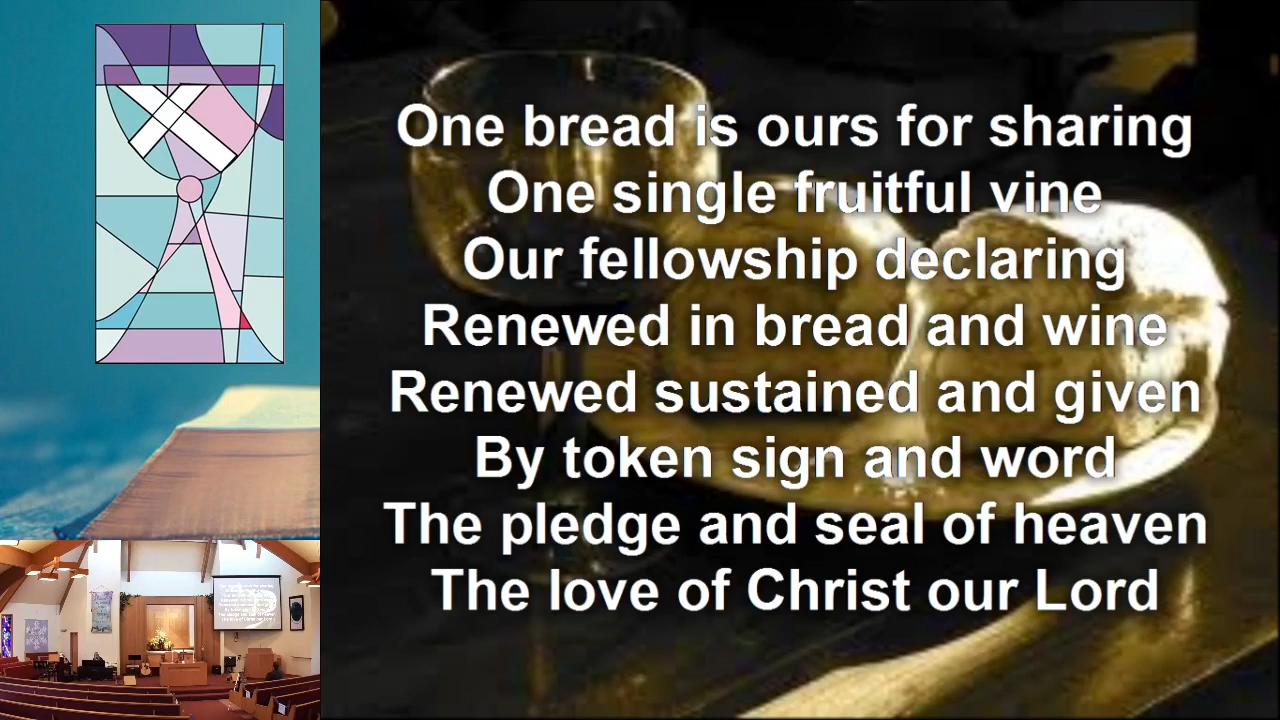 One bread is ours for sharing
One single fruitful vine
Our fellowship declaring
Renewed in bread and wine
Renewed sustained and given
By token sign and word
The pledge and seal of heaven
The love of Christ our Lord